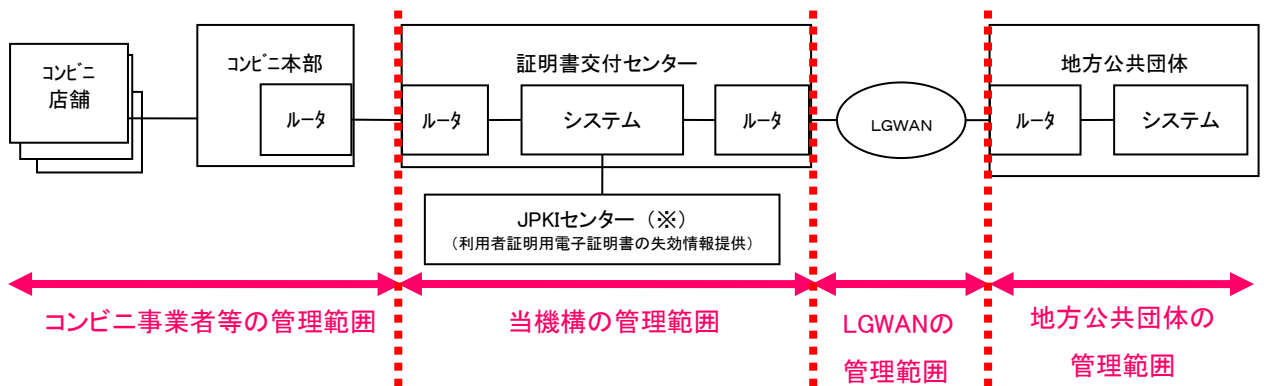 コンビニ
店舗
コンビニ本部
ルータ
証明書交付センター
ルータ
システム
ルータ
LGWAN
地方公共団体
ルータ
システム
JPKIセンター（※）
（利用者証明用電子証明書の失効情報提供）
コンビニ事業者等の管理範囲
当機構の管理範囲
LGWANの
管理範囲
地方公共団体の
管理範囲